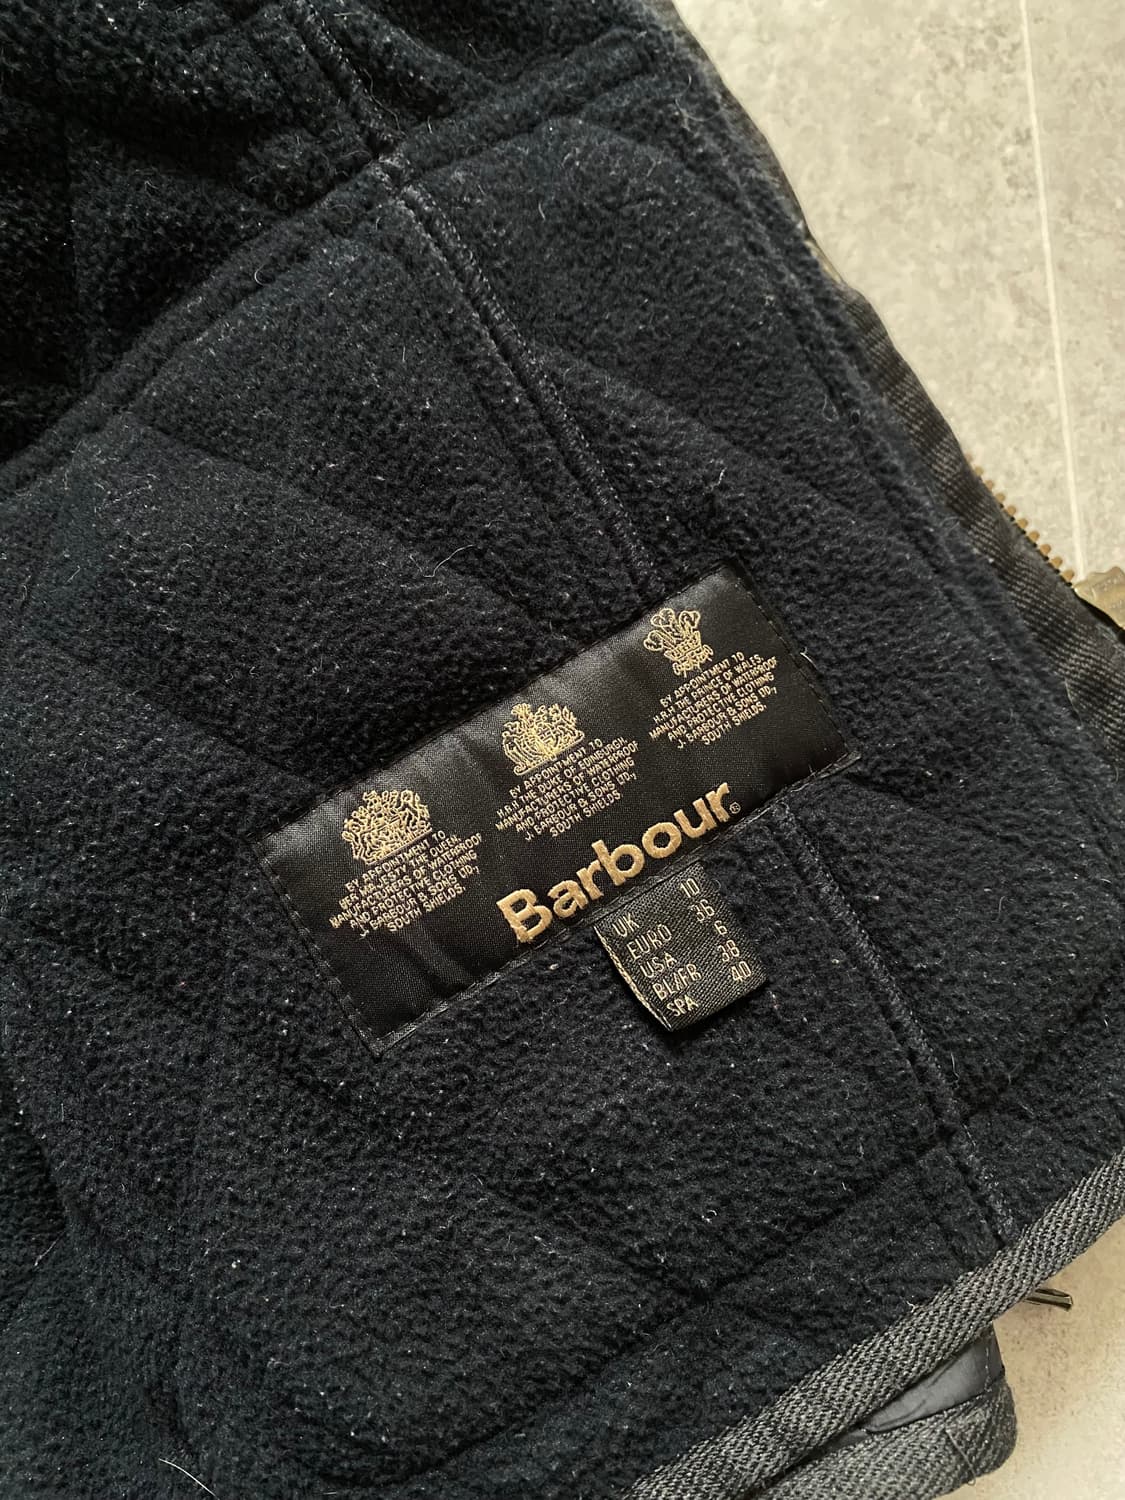 BY APPOINTMENT TO
HER MAJESTY THE QUEEN.
MANUFACTURERS OF WATERPROOF
AND PROTECTIVE CLOTHING
J. BARBOUR & SONS LTD,
SOUTH SHIELDS.
BY APPOINTMENT TO
H.R.H. THE DUKE OF EDINBURGH.
MANUFACTURERS OF WATERPROOF
AND PROTECTIVE CLOTHING
J. BARBOUR & SONS LTD,
SOUTH SHIELDS
BY APPOINTMENT TO
H.R.H. THE PRINCE OF WALES.
MANUFACTURERS OF WATERPROOF
AND PROTECTIVE CLOTHING
J. BARBOUR & SONS LTD,
SOUTH SHIELDS.
Barbour®
UK 10
EURO 36
USA 6
BL/FR 38
SPA 40